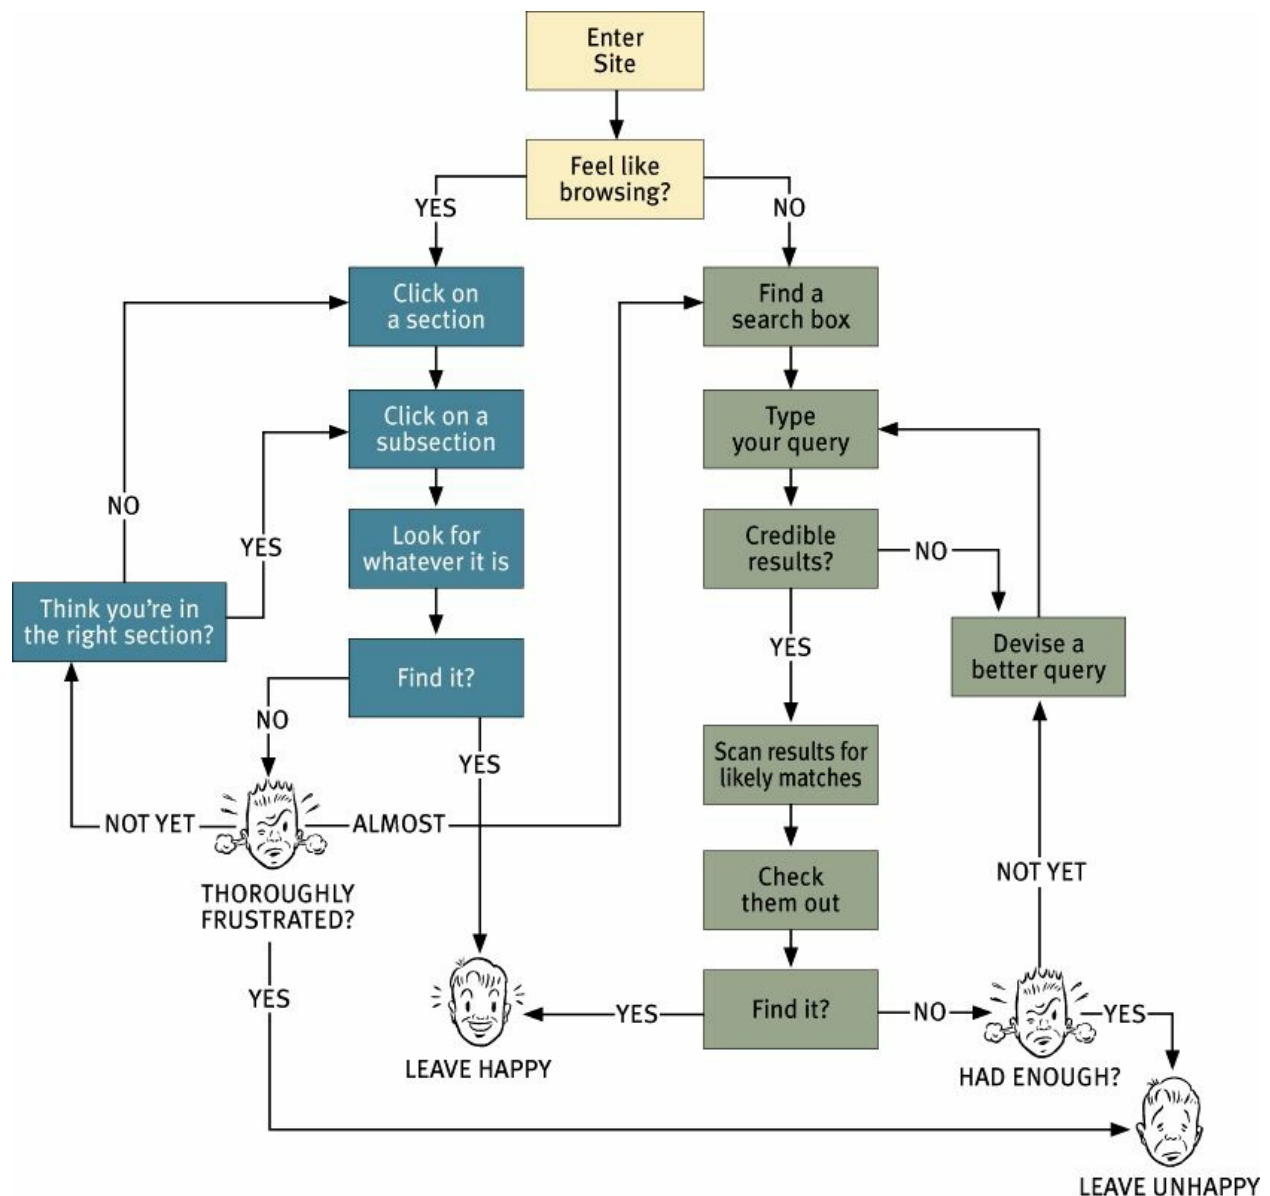 Enter
Site
Feel like
browsing?
YES
NO
Click on
a section
Find a
search box
Click on a
subsection
Type
your query
NO
YES
Look for
whatever it is
Credible
results?
NO
Think you're in
the right section?
YES
Devise a
better query
Find it?
NO
YES
Scan results for
likely matches
NOT YET
ALMOST
THOROUGHLY
FRUSTRATED?
Check
them out
NOT YET
YES
YES
Find it?
NO
YES
LEAVE HAPPY
HAD ENOUGH?
LEAVE UNHAPPY